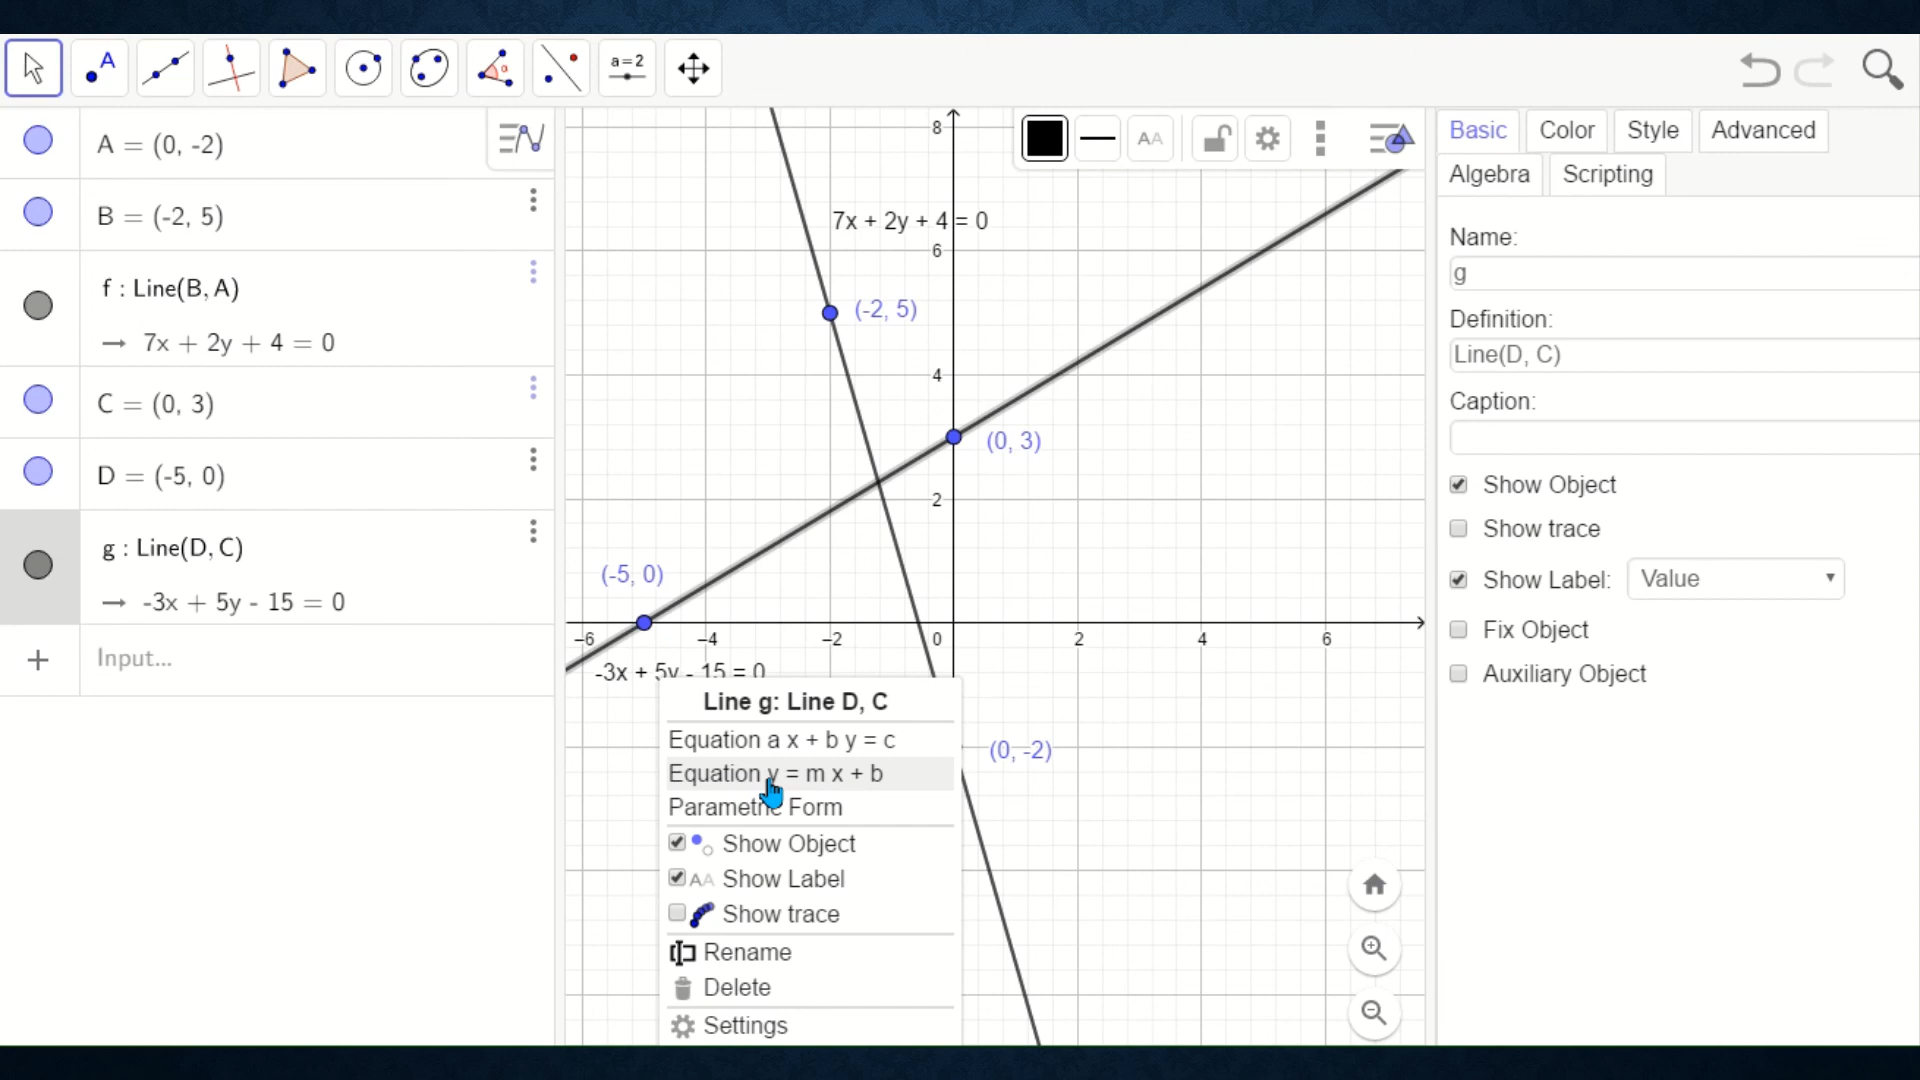 A
a=2
A = (0, -2)
B = (-2, 5)
f : Line(B, A)
→ 7x + 2y + 4 = 0
C = (0, 3)
D = (-5, 0)
g : Line(D, C)
→ -3x + 5y - 15 = 0
+ Input...
AA
8
7x + 2y + 4 = 0
6
(-2, 5)
4
(0, 3)
2
(-5, 0)
−6 −4 −2 0 2 4 6
-3x + 5y - 15 = 0
(0, -2)
Line g: Line D, C
Equation a x + b y = c
Equation y = m x + b
Parametric Form
Show Object
AA Show Label
Show trace
Rename
Delete
Settings
Basic Color Style Advanced
Algebra Scripting
Name:
g
Definition:
Line(D, C)
Caption:
Show Object
Show trace
Show Label: Value
Fix Object
Auxiliary Object